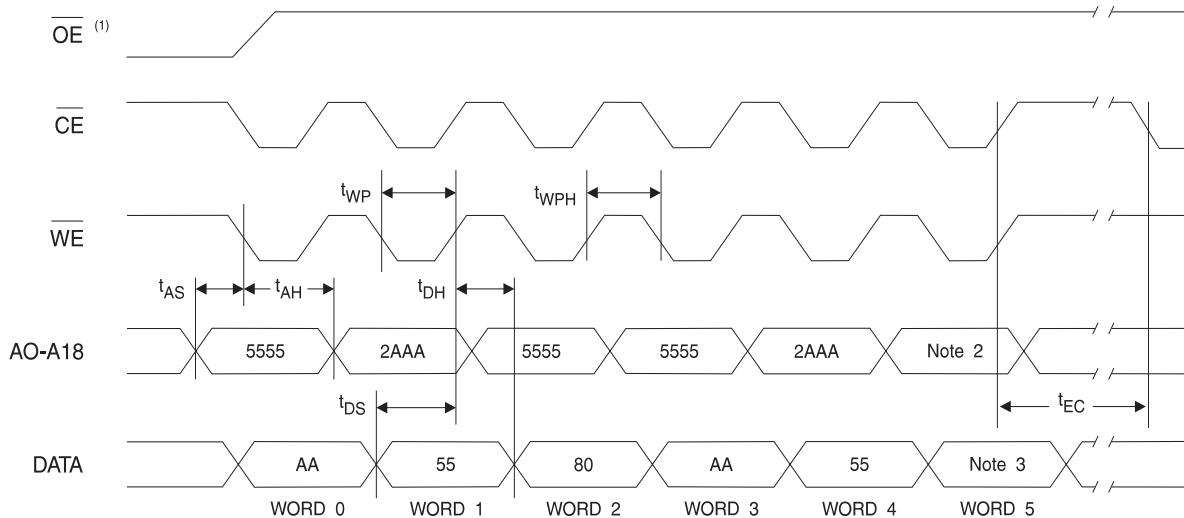 OE (1)
CE
tWP
tWPH
WE
tAS
tAH
tDH
AO-A18
5555
2AAA
5555
5555
2AAA
Note 2
tDS
tEC
DATA
AA
55
80
AA
55
Note 3
WORD 0
WORD 1
WORD 2
WORD 3
WORD 4
WORD 5